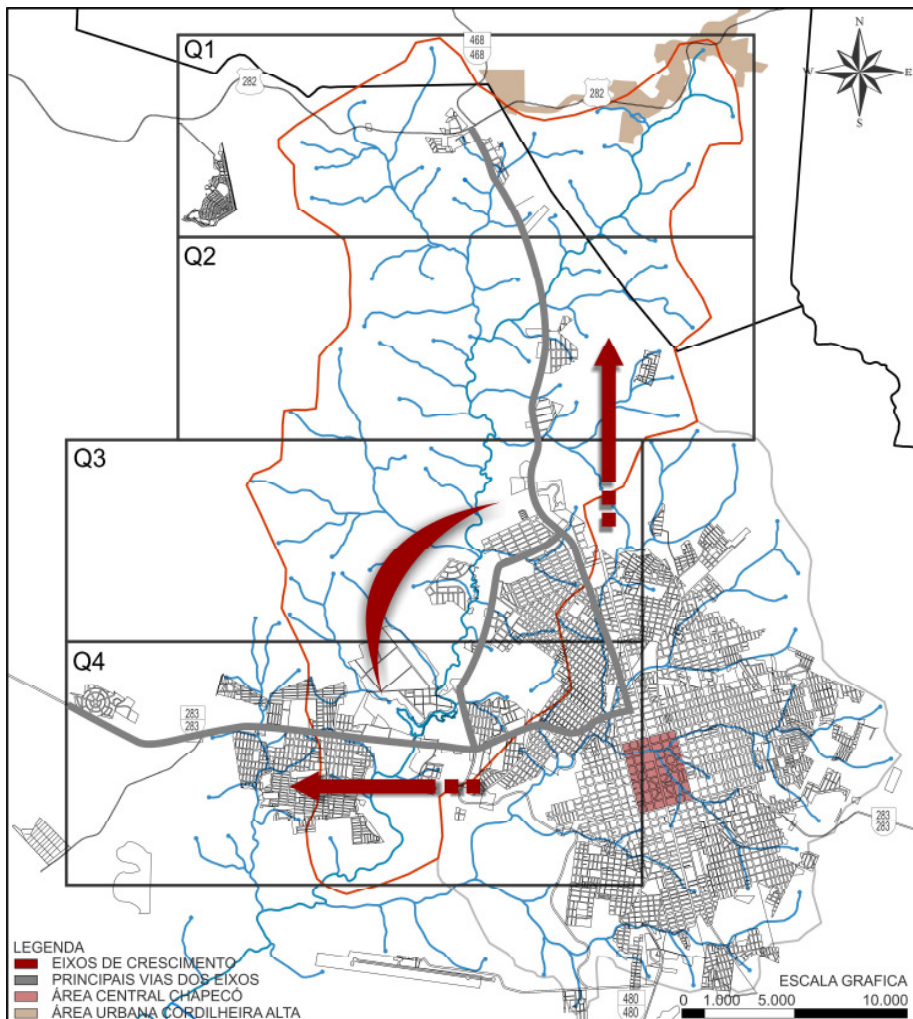 Q1
468
468
282
282
N
W
E
S
Q2
Q3
Q4
283
283
283
283
LEGENDA
EIXOS DE CRESCIMENTO
PRINCIPAIS VIAS DOS EIXOS
ÁREA CENTRAL CHAPECÓ
ÁREA URBANA CORDILHEIRA ALTA
480
480
ESCALA GRAFICA
0 1.000 5.000 10.000